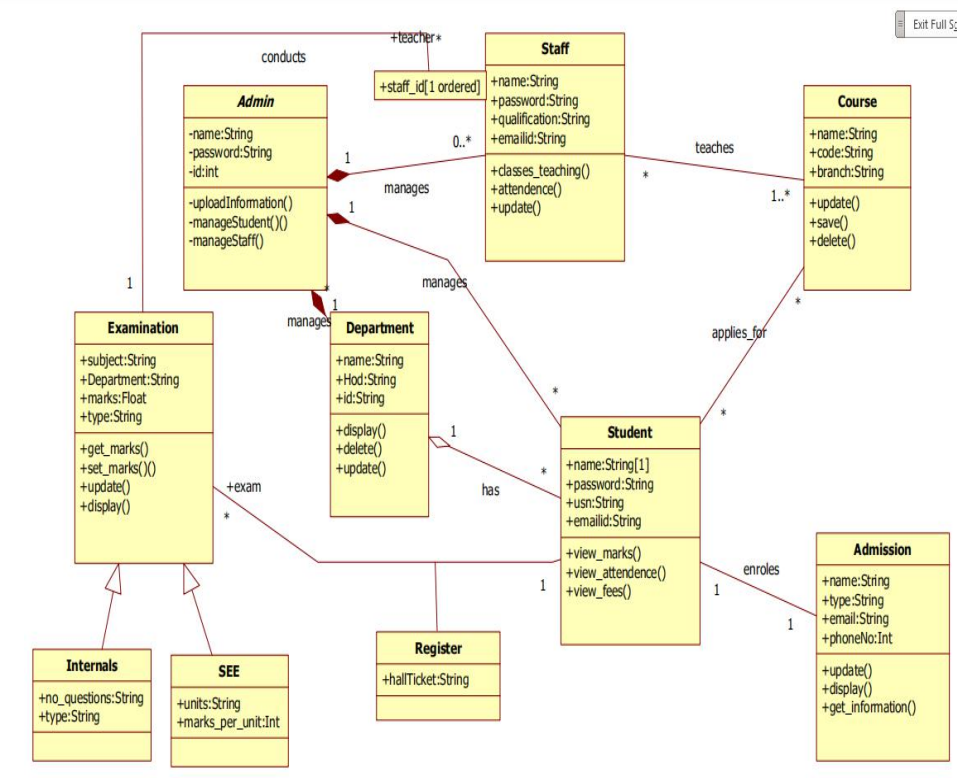 Exit Full
conducts
+teacher*
+staff_id[1 ordered]
Staff
+name:String
+password:String
+qualification:String
+emailid:String
+classes_teaching()
+attendence()
+update()
Admin
-name:String
-password:String
-id:int
-uploadInformation()
-manageStudent()()
-manageStaff()
Course
+name:String
+code:String
+branch:String
+update()
+save()
+delete()
1
0..*
manages
teaches
*
1..*
1
manages
*
1
*
1
manages
applies_for
*
*
Examination
+subject:String
+Department:String
+marks:Float
+type:String
+get_marks()
+set_marks()()
+update()
+display()
Department
+name:String
+Hod:String
+id:String
+display()
+delete()
+update()
1
*
has
Student
+name:String[1]
+password:String
+usn:String
+emailid:String
+view_marks()
+view_attendence()
+view_fees()
+exam
*
1
enroles
1
1
Admission
+name:String
+type:String
+email:String
+phoneNo:Int
+update()
+display()
+get_information()
Internals
+no_questions:String
+type:String
SEE
+units:String
+marks_per_unit:Int
Register
+hallTicket:String